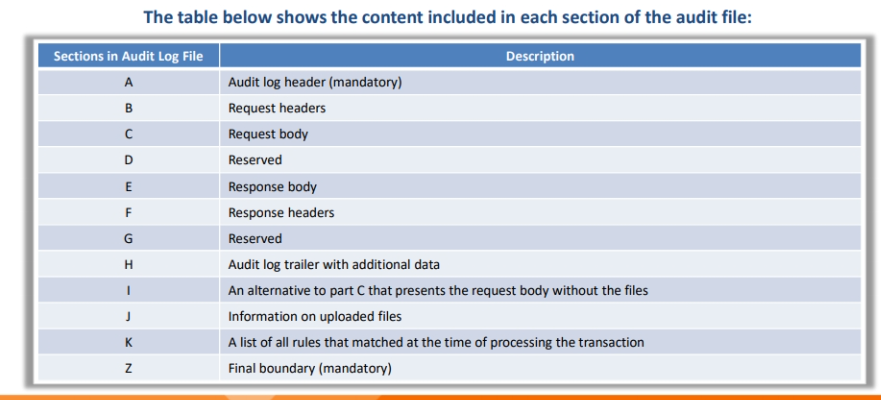 The table below shows the content included in each section of the audit file:
Sections in Audit Log File Description
A Audit log header (mandatory)
B Request headers
C Request body
D Reserved
E Response body
F Response headers
G Reserved
H Audit log trailer with additional data
I An alternative to part C that presents the request body without the files
J Information on uploaded files
K A list of all rules that matched at the time of processing the transaction
Z Final boundary (mandatory)